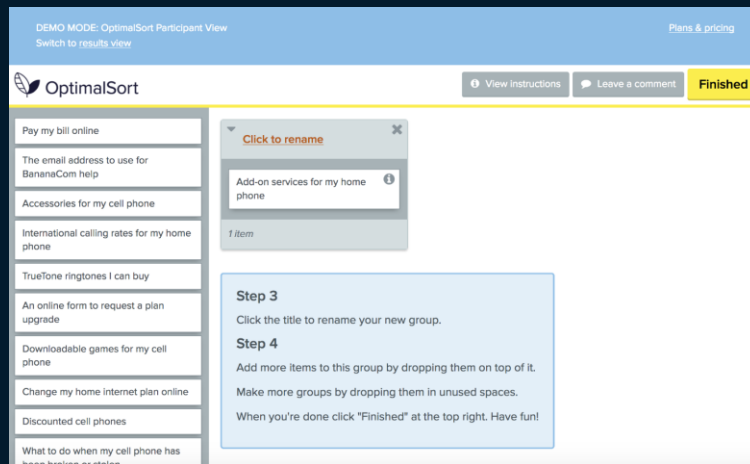 DEMO MODE: OptimalSort Participant View
Plans & pricing
Switch to results view
OptimalSort
View instructions
Leave a comment
Finished
Pay my bill online
The email address to use for
BananaCom help
Accessories for my cell phone
International calling rates for my home
phone
TrueTone ringtones I can buy
An online form to request a plan
upgrade
Downloadable games for my cell
phone
Change my home internet plan online
Discounted cell phones
What to do when my cell phone has
been broken or stolen
Click to rename
Add-on services for my home
phone
1 item
Step 3
Click the title to rename your new group.
Step 4
Add more items to this group by dropping them on top of it.
Make more groups by dropping them in unused spaces.
When you're done click "Finished" at the top right. Have fun!